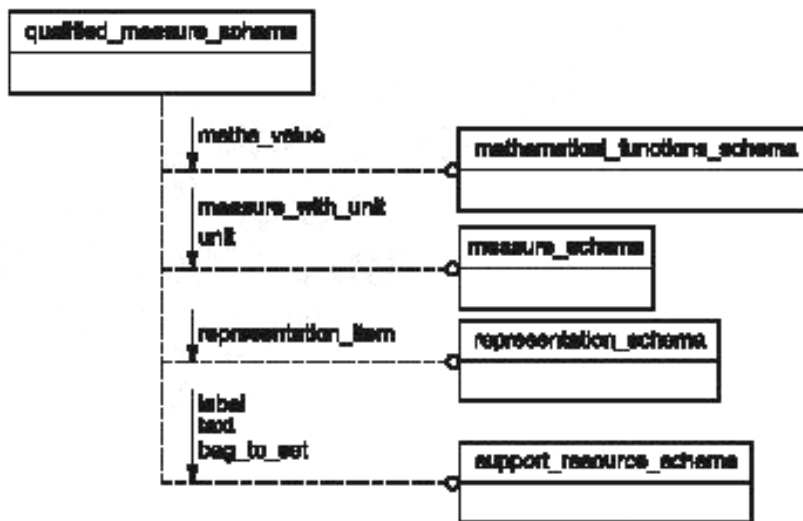 qualified_measure_schema
maths_value
mathematical_functions_schema
measure_with_unit
unit
measure_schema
representation_item
representation_schema
label
text
bag_to_set
support_resource_schema